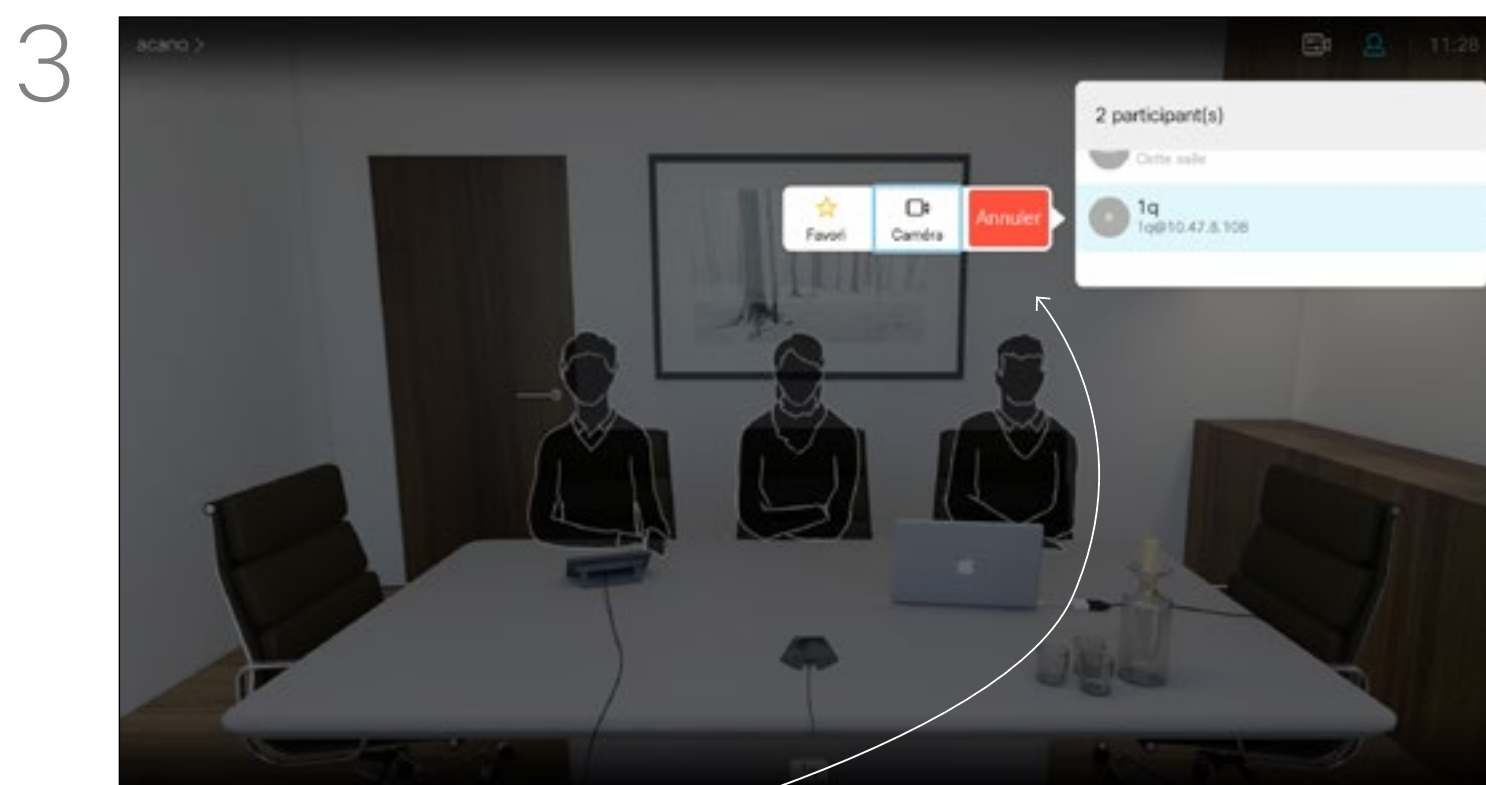 3
acano >
11:28
2 participant(s)
Cette salle
1q
1q@10.47.8.108
Favori
Caméra
Annuler